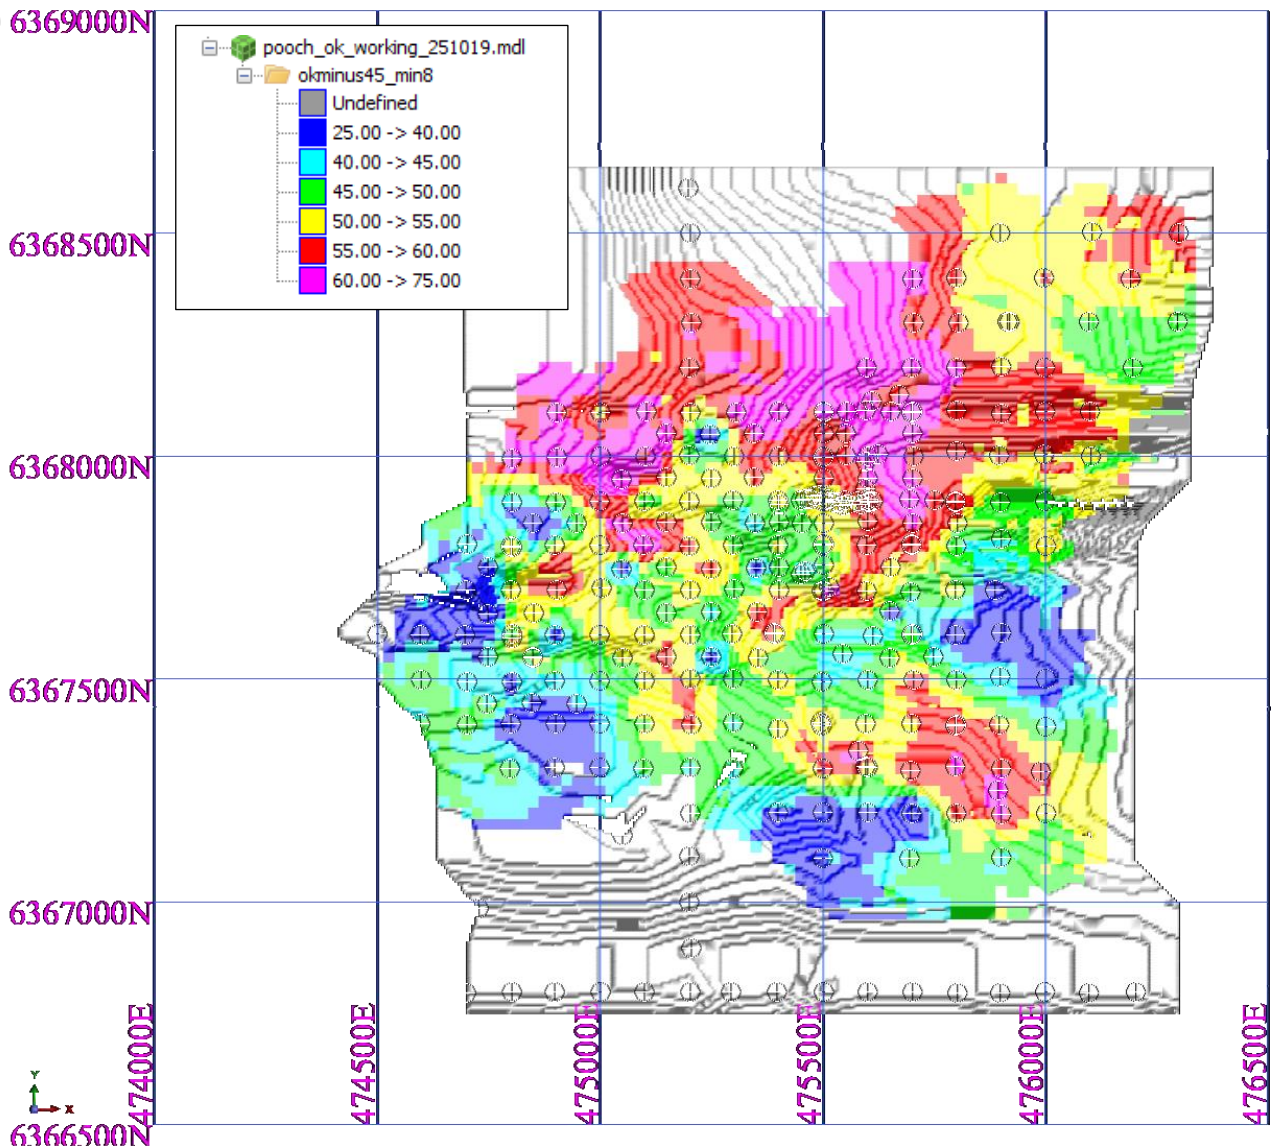 6369000N
pooch_ok_working_251019.mdl
okminus45_min8
Undefined
25.00 -> 40.00
40.00 -> 45.00
45.00 -> 50.00
50.00 -> 55.00
55.00 -> 60.00
60.00 -> 75.00
6368500N
6368000N
6367500N
6367000N
474000E
474500E
475000E
475500E
476000E
476500E
Y
X
6366500N